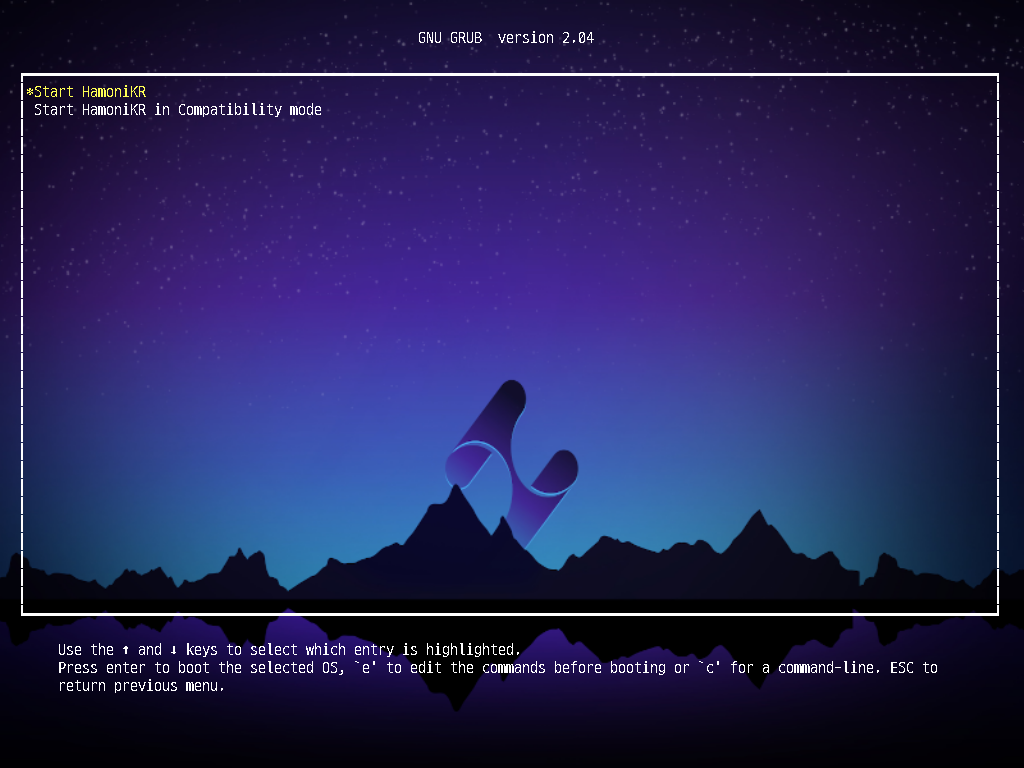 GNU GRUB  version 2.04
*Start HamoniKR
Start HamoniKR in Compatibility mode
Use the ↑ and ↓ keys to select which entry is highlighted.
Press enter to boot the selected OS, `e' to edit the commands before booting or `c' for a command-line. ESC to
return previous menu.